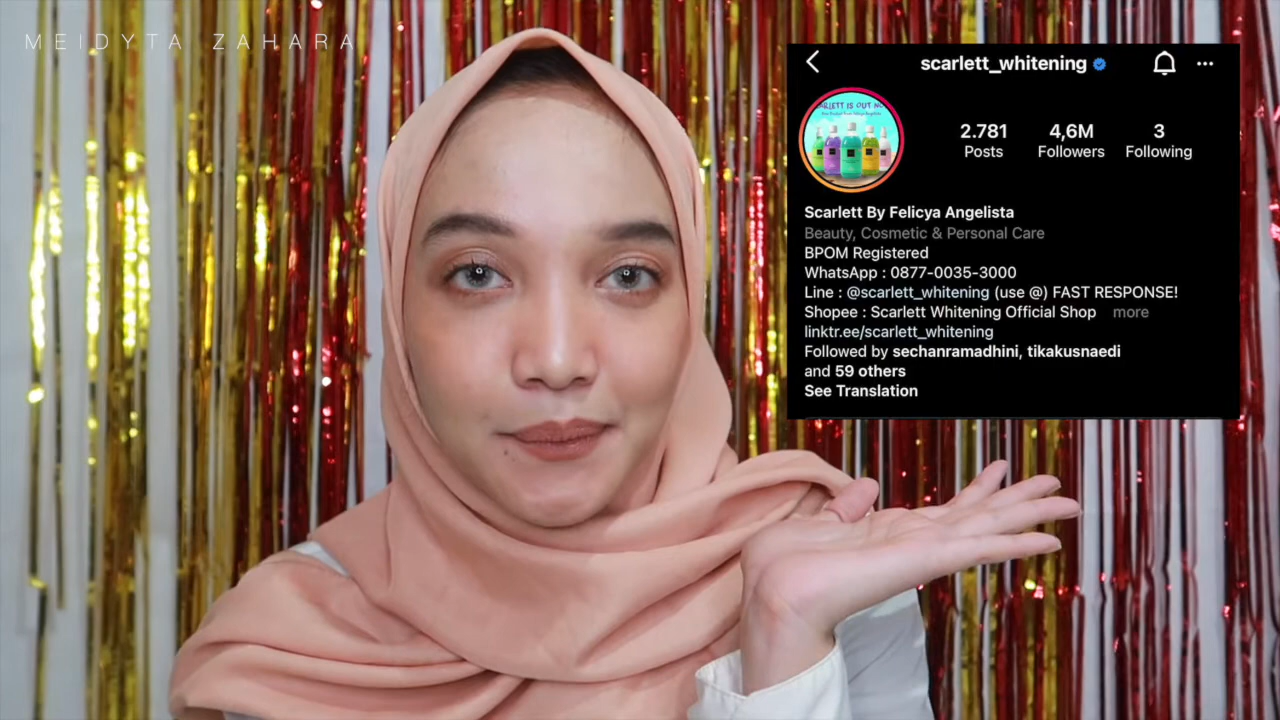 MEIDYTA ZAHARA
scarlett_whitening
2.781 4,6M 3
Posts Followers Following
Scarlett By Felicya Angelista
Beauty, Cosmetic & Personal Care
BPOM Registered
WhatsApp : 0877-0035-3000
Line : @scarlett_whitening (use @) FAST RESPONSE!
Shopee : Scarlett Whitening Official Shop more
linktr.ee/scarlett_whitening
Followed by sechanramadhini, tikakusnaedi
and 59 others
See Translation